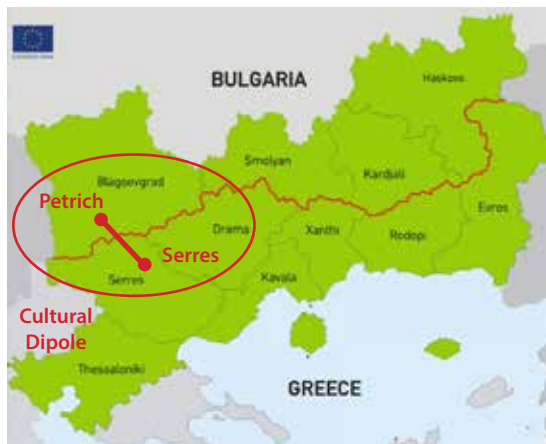 BULGARIA
Haskovo
Smolyan
Kardjali
Blagoevgrad
Petrich
Evros
Drama
Xanthi
Rodopi
Serres
Serres
Kavala
Cultural
Dipole
Thessaloniki
GREECE